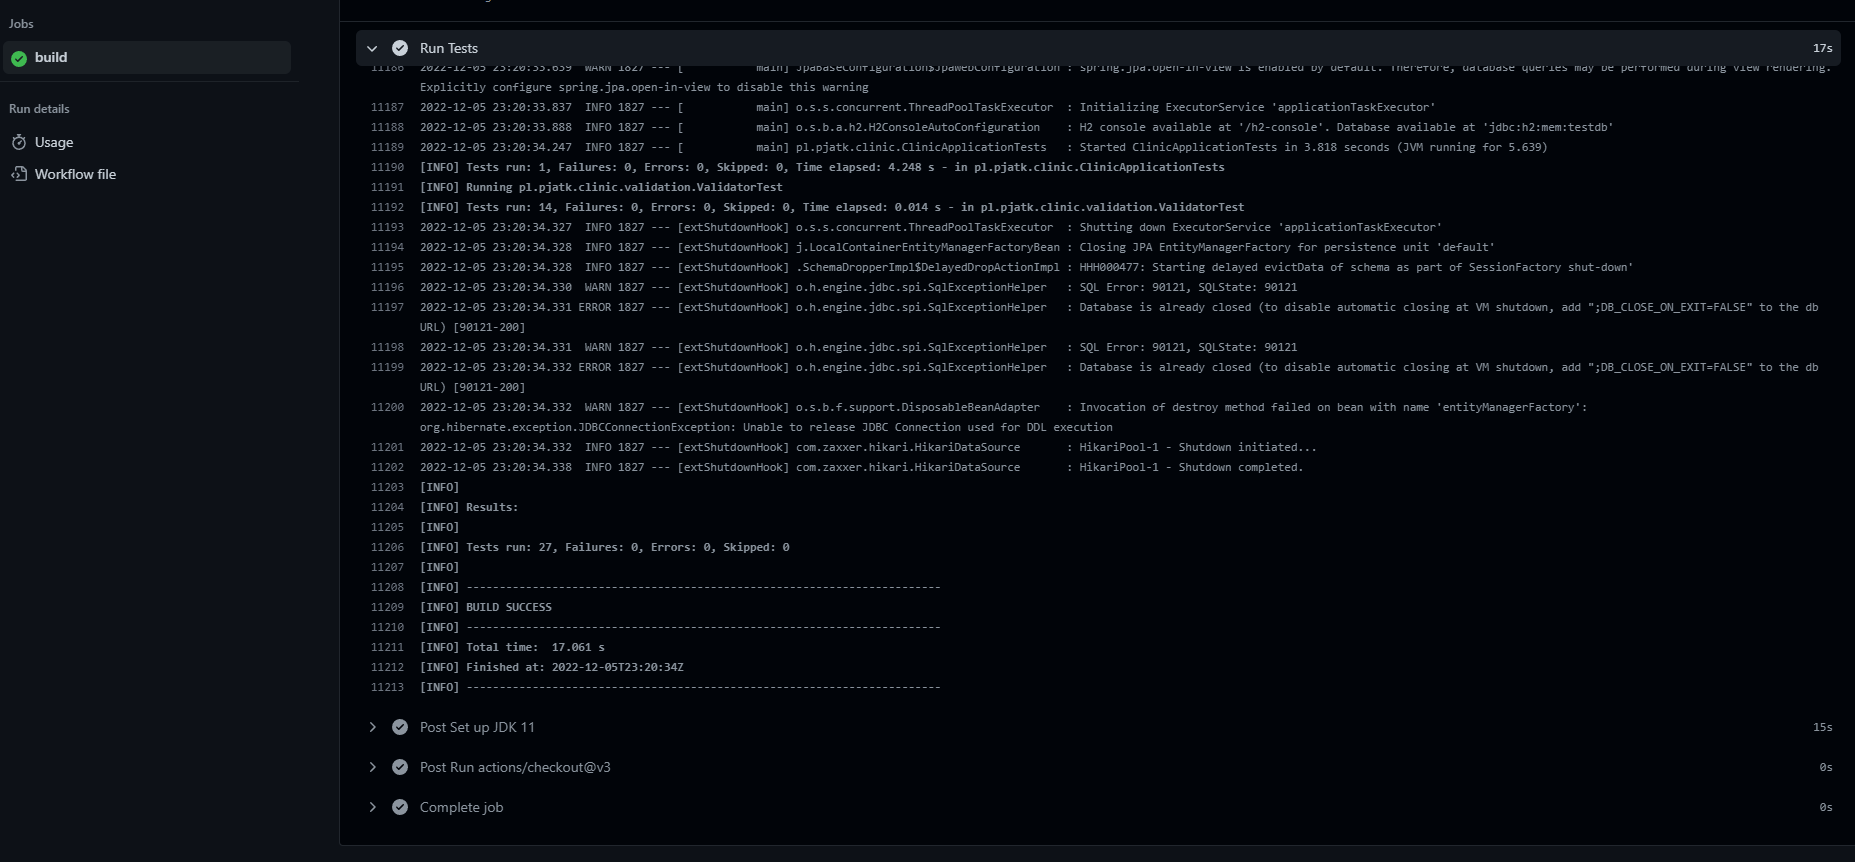 Jobs
build
Run details
Usage
Workflow file
Run Tests
17s
11186 2022-12-05 23:20:33.639  WARN 1827 --- [           main] JpaBaseConfiguration$JpaWebConfiguration : spring.jpa.open-in-view is enabled by default. Therefore, database queries may be performed during view rendering.
Explicitly configure spring.jpa.open-in-view to disable this warning
11187 2022-12-05 23:20:33.837  INFO 1827 --- [           main] o.s.s.concurrent.ThreadPoolTaskExecutor  : Initializing ExecutorService 'applicationTaskExecutor'
11188 2022-12-05 23:20:33.888  INFO 1827 --- [           main] o.s.b.a.h2.H2ConsoleAutoConfiguration    : H2 console available at '/h2-console'. Database available at 'jdbc:h2:mem:testdb'
11189 2022-12-05 23:20:34.247  INFO 1827 --- [           main] pl.pjatk.clinic.ClinicApplicationTests   : Started ClinicApplicationTests in 3.818 seconds (JVM running for 5.639)
11190 [INFO] Tests run: 1, Failures: 0, Errors: 0, Skipped: 0, Time elapsed: 4.248 s - in pl.pjatk.clinic.ClinicApplicationTests
11191 [INFO] Running pl.pjatk.clinic.validation.ValidatorTest
11192 [INFO] Tests run: 14, Failures: 0, Errors: 0, Skipped: 0, Time elapsed: 0.014 s - in pl.pjatk.clinic.validation.ValidatorTest
11193 2022-12-05 23:20:34.327  INFO 1827 --- [extShutdownHook] o.s.s.concurrent.ThreadPoolTaskExecutor  : Shutting down ExecutorService 'applicationTaskExecutor'
11194 2022-12-05 23:20:34.328  INFO 1827 --- [extShutdownHook] j.LocalContainerEntityManagerFactoryBean : Closing JPA EntityManagerFactory for persistence unit 'default'
11195 2022-12-05 23:20:34.328  INFO 1827 --- [extShutdownHook] .SchemaDropperImpl$DelayedDropActionImpl : HHH000477: Starting delayed evictData of schema as part of SessionFactory shut-down'
11196 2022-12-05 23:20:34.330  WARN 1827 --- [extShutdownHook] o.h.engine.jdbc.spi.SqlExceptionHelper   : SQL Error: 90121, SQLState: 90121
11197 2022-12-05 23:20:34.331 ERROR 1827 --- [extShutdownHook] o.h.engine.jdbc.spi.SqlExceptionHelper   : Database is already closed (to disable automatic closing at VM shutdown, add ";DB_CLOSE_ON_EXIT=FALSE" to the db
URL) [90121-200]
11198 2022-12-05 23:20:34.331  WARN 1827 --- [extShutdownHook] o.h.engine.jdbc.spi.SqlExceptionHelper   : SQL Error: 90121, SQLState: 90121
11199 2022-12-05 23:20:34.332 ERROR 1827 --- [extShutdownHook] o.h.engine.jdbc.spi.SqlExceptionHelper   : Database is already closed (to disable automatic closing at VM shutdown, add ";DB_CLOSE_ON_EXIT=FALSE" to the db
URL) [90121-200]
11200 2022-12-05 23:20:34.332  WARN 1827 --- [extShutdownHook] o.s.b.f.support.DisposableBeanAdapter    : Invocation of destroy method failed on bean with name 'entityManagerFactory':
org.hibernate.exception.JDBCConnectionException: Unable to release JDBC Connection used for DDL execution
11201 2022-12-05 23:20:34.332  INFO 1827 --- [extShutdownHook] com.zaxxer.hikari.HikariDataSource       : HikariPool-1 - Shutdown initiated...
11202 2022-12-05 23:20:34.338  INFO 1827 --- [extShutdownHook] com.zaxxer.hikari.HikariDataSource       : HikariPool-1 - Shutdown completed.
11203 [INFO]
11204 [INFO] Results:
11205 [INFO]
11206 [INFO] Tests run: 27, Failures: 0, Errors: 0, Skipped: 0
11207 [INFO]
11208 [INFO] ------------------------------------------------------------------------
11209 [INFO] BUILD SUCCESS
11210 [INFO] ------------------------------------------------------------------------
11211 [INFO] Total time:  17.061 s
11212 [INFO] Finished at: 2022-12-05T23:20:34Z
11213 [INFO] ------------------------------------------------------------------------
Post Set up JDK 11
15s
Post Run actions/checkout@v3
0s
Complete job
0s